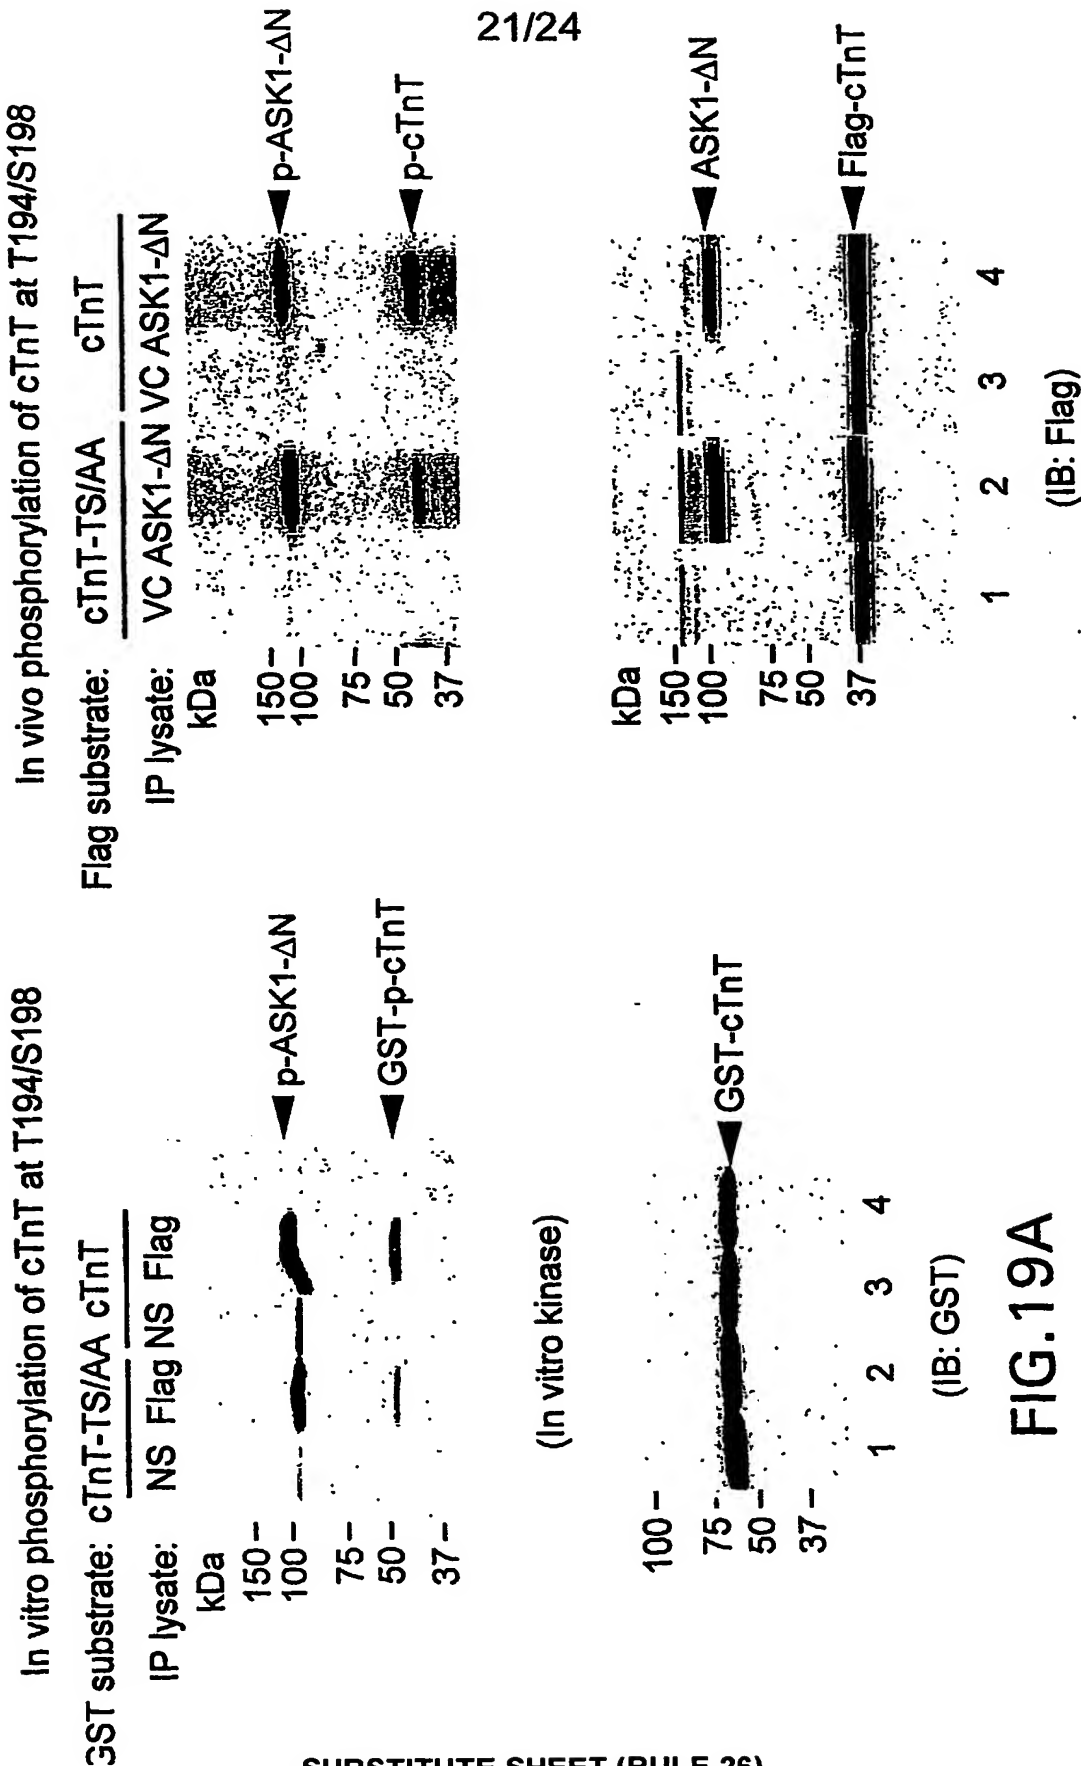 21/24
In vitro phosphorylation of cTnT at T194/S198
GST substrate: cTnT-TS/AA cTnT
IP lysate: NS Flag NS Flag
kDa
150
100
75
50
37
p-ASK1-ΔN
GST-p-cTnT
(In vitro kinase)
100
75
50
37
GST-cTnT
1 2 3 4
(IB: GST)
In vivo phosphorylation of cTnT at T194/S198
Flag substrate: cTnT-TS/AA cTnT
IP lysate: VC ASK1-ΔN VC ASK1-ΔN
kDa
150
100
75
50
37
p-ASK1-ΔN
p-cTnT
kDa
150
100
75
50
37
ASK1-ΔN
Flag-cTnT
1 2 3 4
(IB: Flag)
FIG.19A
SUBSTITUTE SHEET (RULE 26)